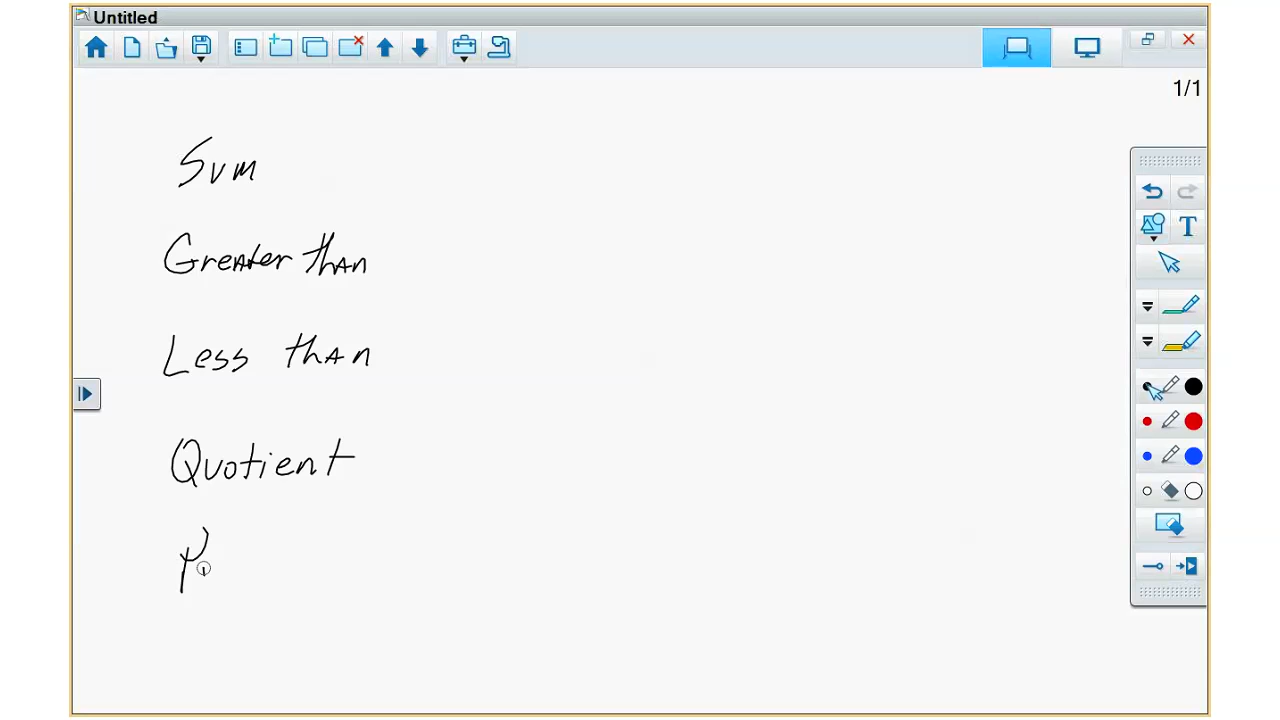 Untitled
1/1
Sum
Greater than
Less than
Quotient